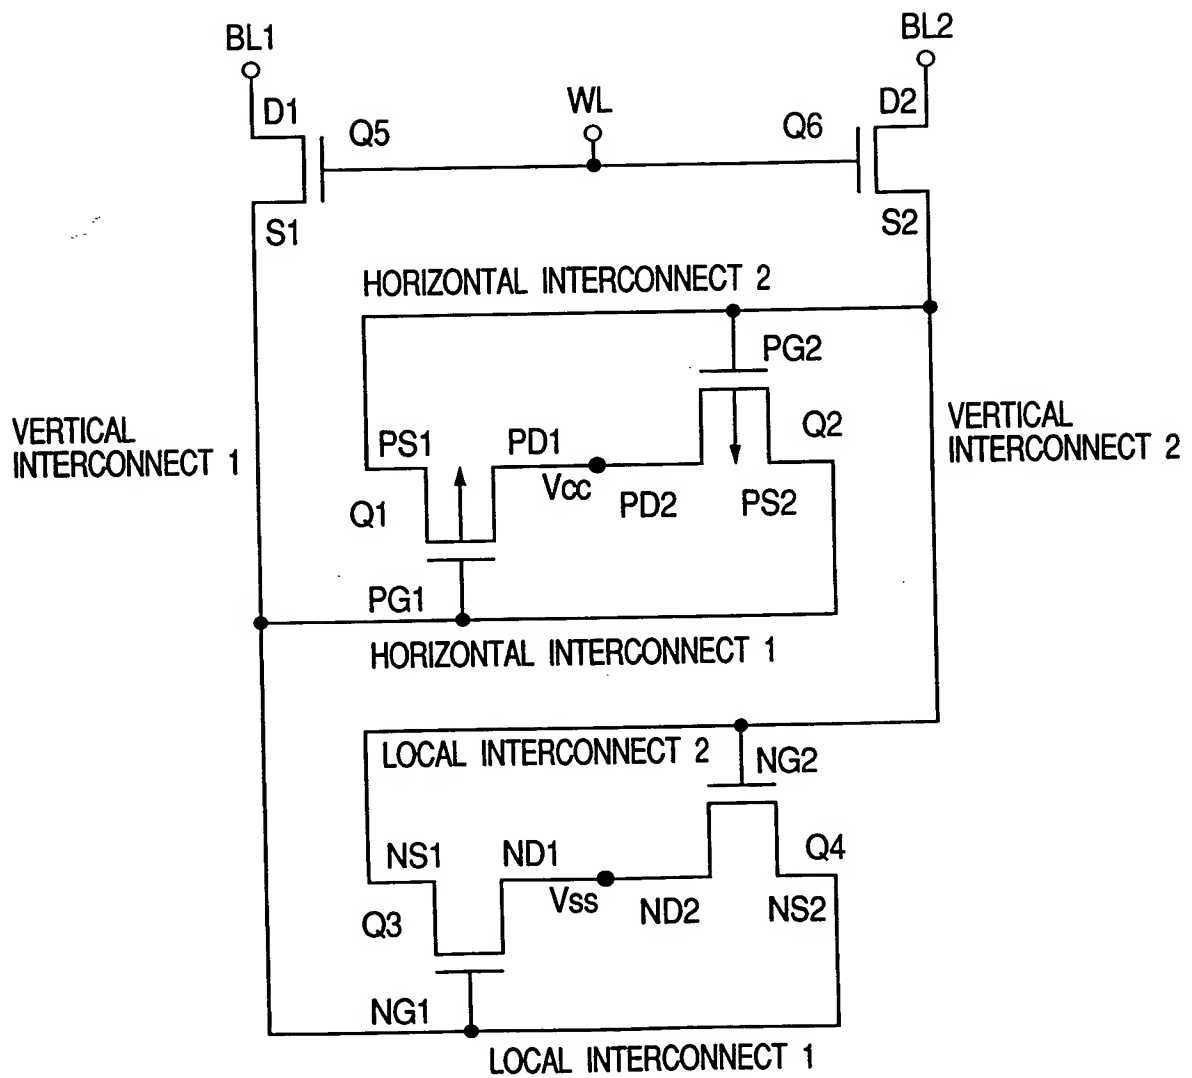 BL1
BL2
D1
Q5
WL
Q6
D2
S1
S2
HORIZONTAL INTERCONNECT 2
PG2
VERTICAL
INTERCONNECT 1
PS1
PD1
Q2
VERTICAL
INTERCONNECT 2
Vcc
PD2
PS2
Q1
PG1
HORIZONTAL INTERCONNECT 1
LOCAL INTERCONNECT 2
NG2
NS1
ND1
Q4
Vss
ND2
NS2
Q3
NG1
LOCAL INTERCONNECT 1